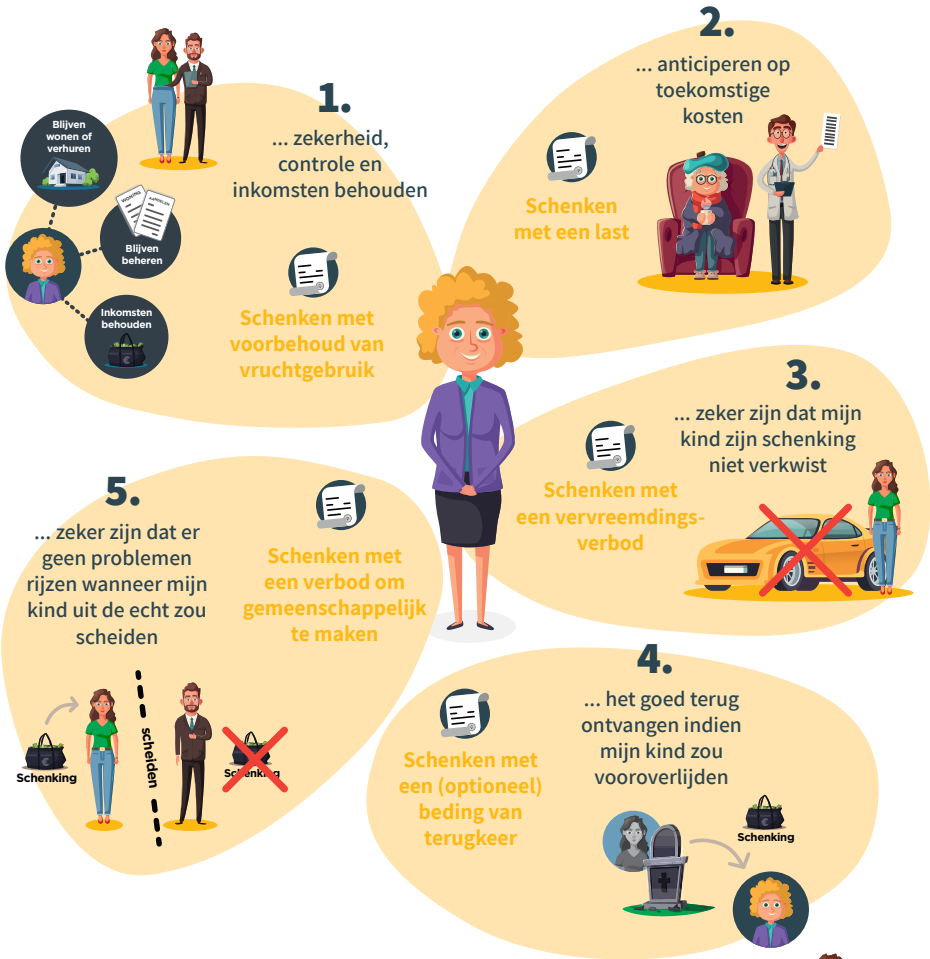 1.
... zekerheid,
controle en
inkomsten behouden
Blijven
wonen of
verhuren
WONING
AANDELEN
Blijven
beheren
Inkomsten
behouden
Schenken met
voorbehoud van
vruchtgebruik
2.
... anticiperen op
toekomstige
kosten
Schenken
met een last
3.
... zeker zijn dat mijn
kind zijn schenking
niet verkwist
Schenken met
een vervreemdings-
verbod
4.
... het goed terug
ontvangen indien
mijn kind zou
vooroverlijden
Schenken met
een (optioneel)
beding van
terugkeer
Schenking
5.
... zeker zijn dat er
geen problemen
rijzen wanneer mijn
kind uit de echt zou
scheiden
Schenken met
een verbod om
gemeenschappelijk
te maken
Schenking
scheiden
Schenking